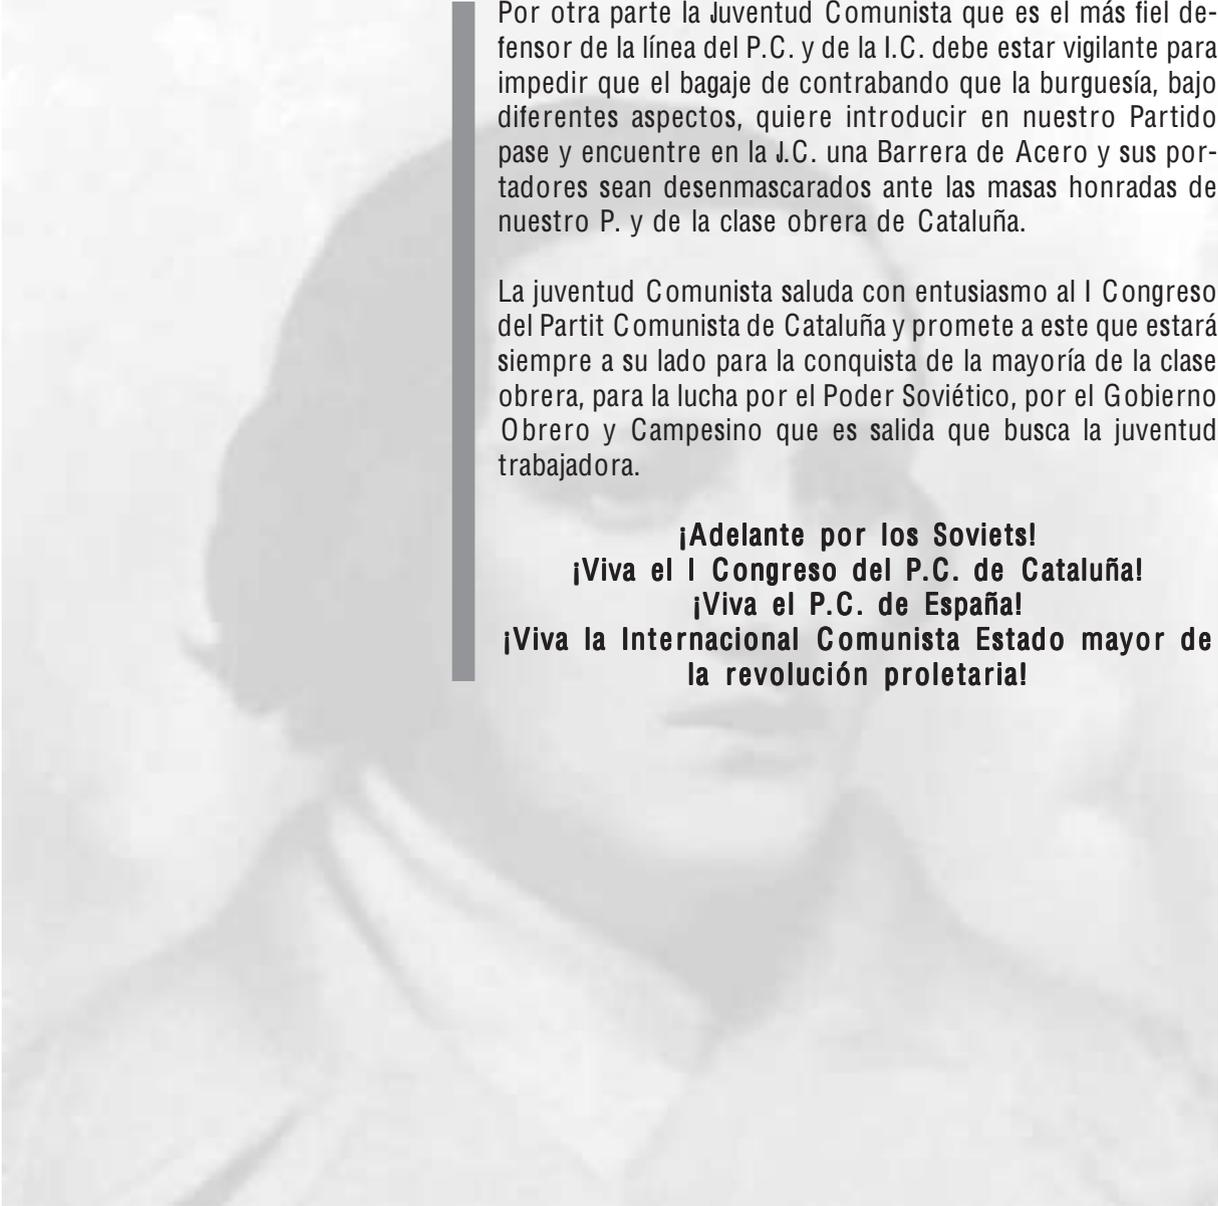 Por otra parte la Juventud Comunista que es el más fiel de-
fensor de la línea del P.C. y de la I.C. debe estar vigilante para
impedir que el bagaje de contrabando que la burguesía, bajo
diferentes aspectos, quiere introducir en nuestro Partido
pase y encuentre en la J.C. una Barrera de Acero y sus por-
tadores sean desenmascarados ante las masas honradas de
nuestro P. y de la clase obrera de Cataluña.
La juventud Comunista saluda con entusiasmo al I Congreso
del Partit Comunista de Cataluña y promete a este que estará
siempre a su lado para la conquista de la mayoría de la clase
obrera, para la lucha por el Poder Soviético, por el Gobierno
Obrero y Campesino que es salida que busca la juventud
trabajadora.
¡Adelante por los Soviets!
¡Viva el I Congreso del P.C. de Cataluña!
¡Viva el P.C. de España!
¡Viva la Internacional Comunista Estado mayor de
la revolución proletaria!